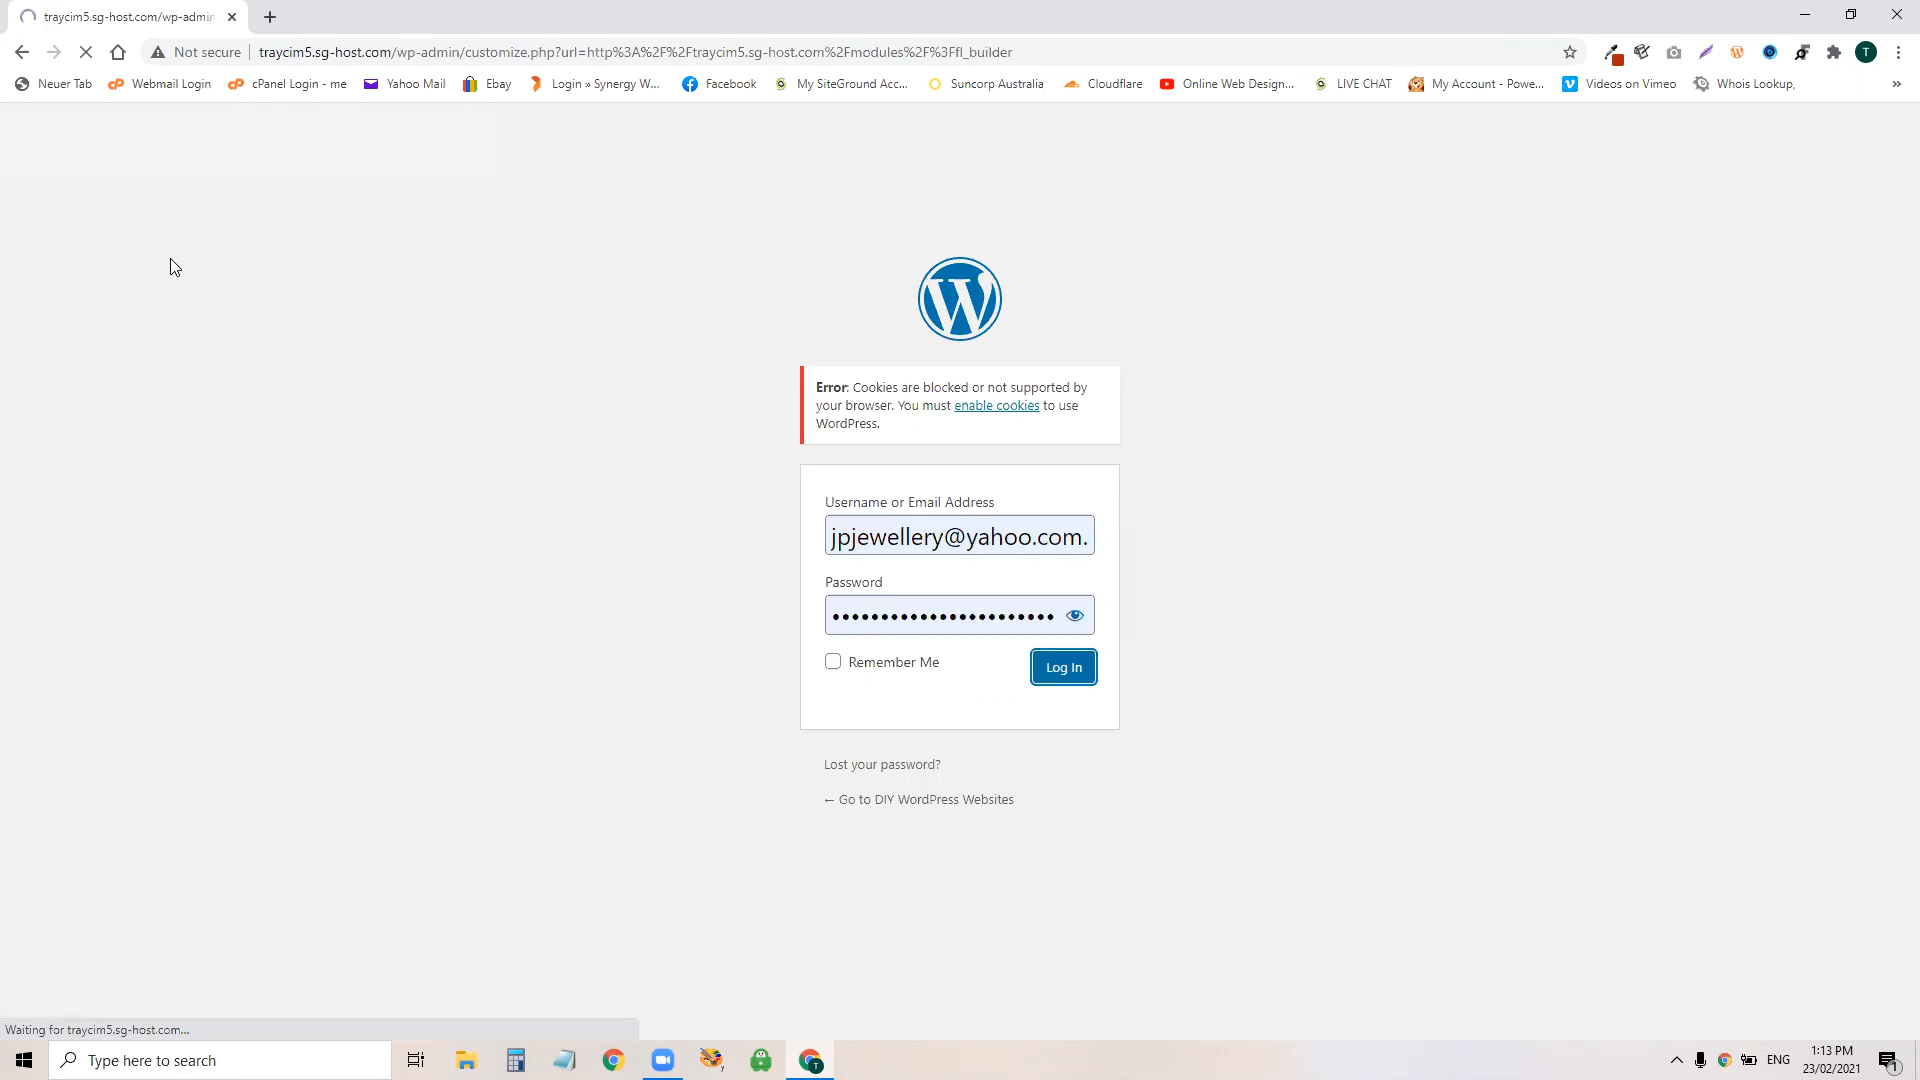 traycim5.sg-host.com/wp-admin
Not secure
traycim5.sg-host.com/wp-admin/customize.php?url=http%3A%2F%2Ftraycim5.sg-host.com%2Fmodules%2F%3Ffl_builder
T
Neuer Tab
Webmail Login
cPanel Login - me
Yahoo Mail
Ebay
Login » Synergy W...
Facebook
My SiteGround Acc...
Suncorp Australia
Cloudflare
Online Web Design...
LIVE CHAT
My Account - Powe...
Videos on Vimeo
Whois Lookup,
»
Error: Cookies are blocked or not supported by
your browser. You must enable cookies to use
WordPress.
Username or Email Address
jpjewellery@yahoo.com.
Password
Remember Me
Log In
Lost your password?
← Go to DIY WordPress Websites
Waiting for traycim5.sg-host.com...
Type here to search
ENG
1:13 PM
23/02/2021
1